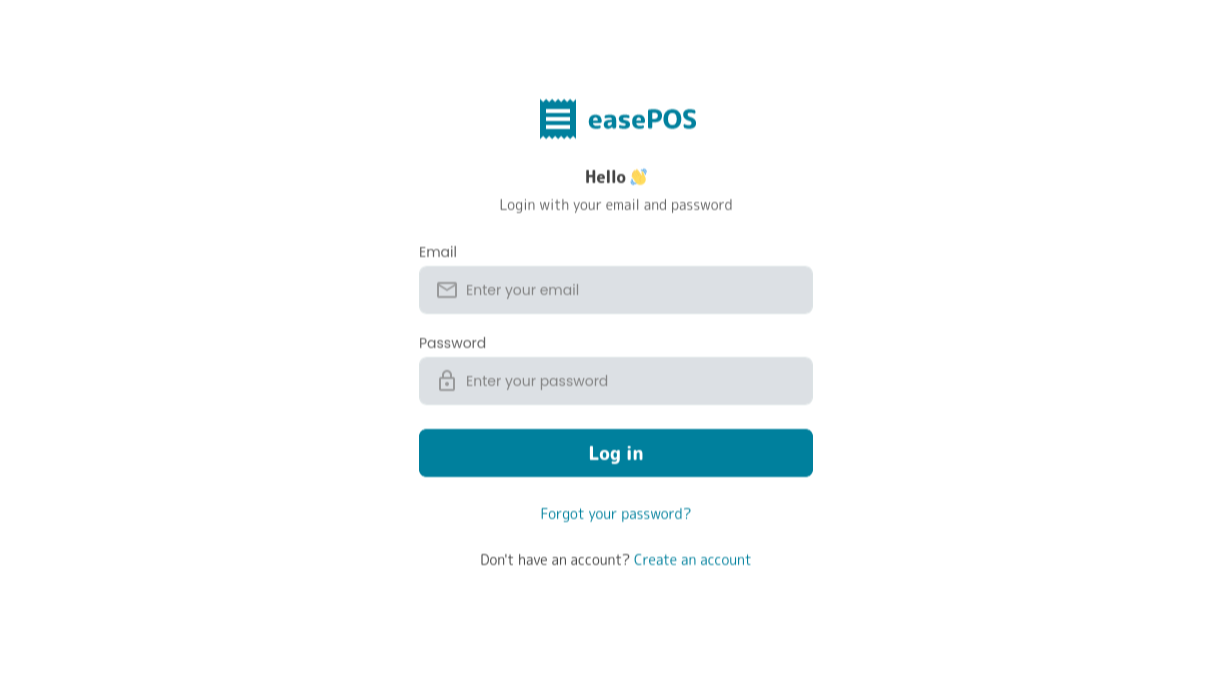 easePOS
Hello 👋
Login with your email and password
Email
Enter your email
Password
Enter your password
Log in
Forgot your password?
Don't have an account? Create an account